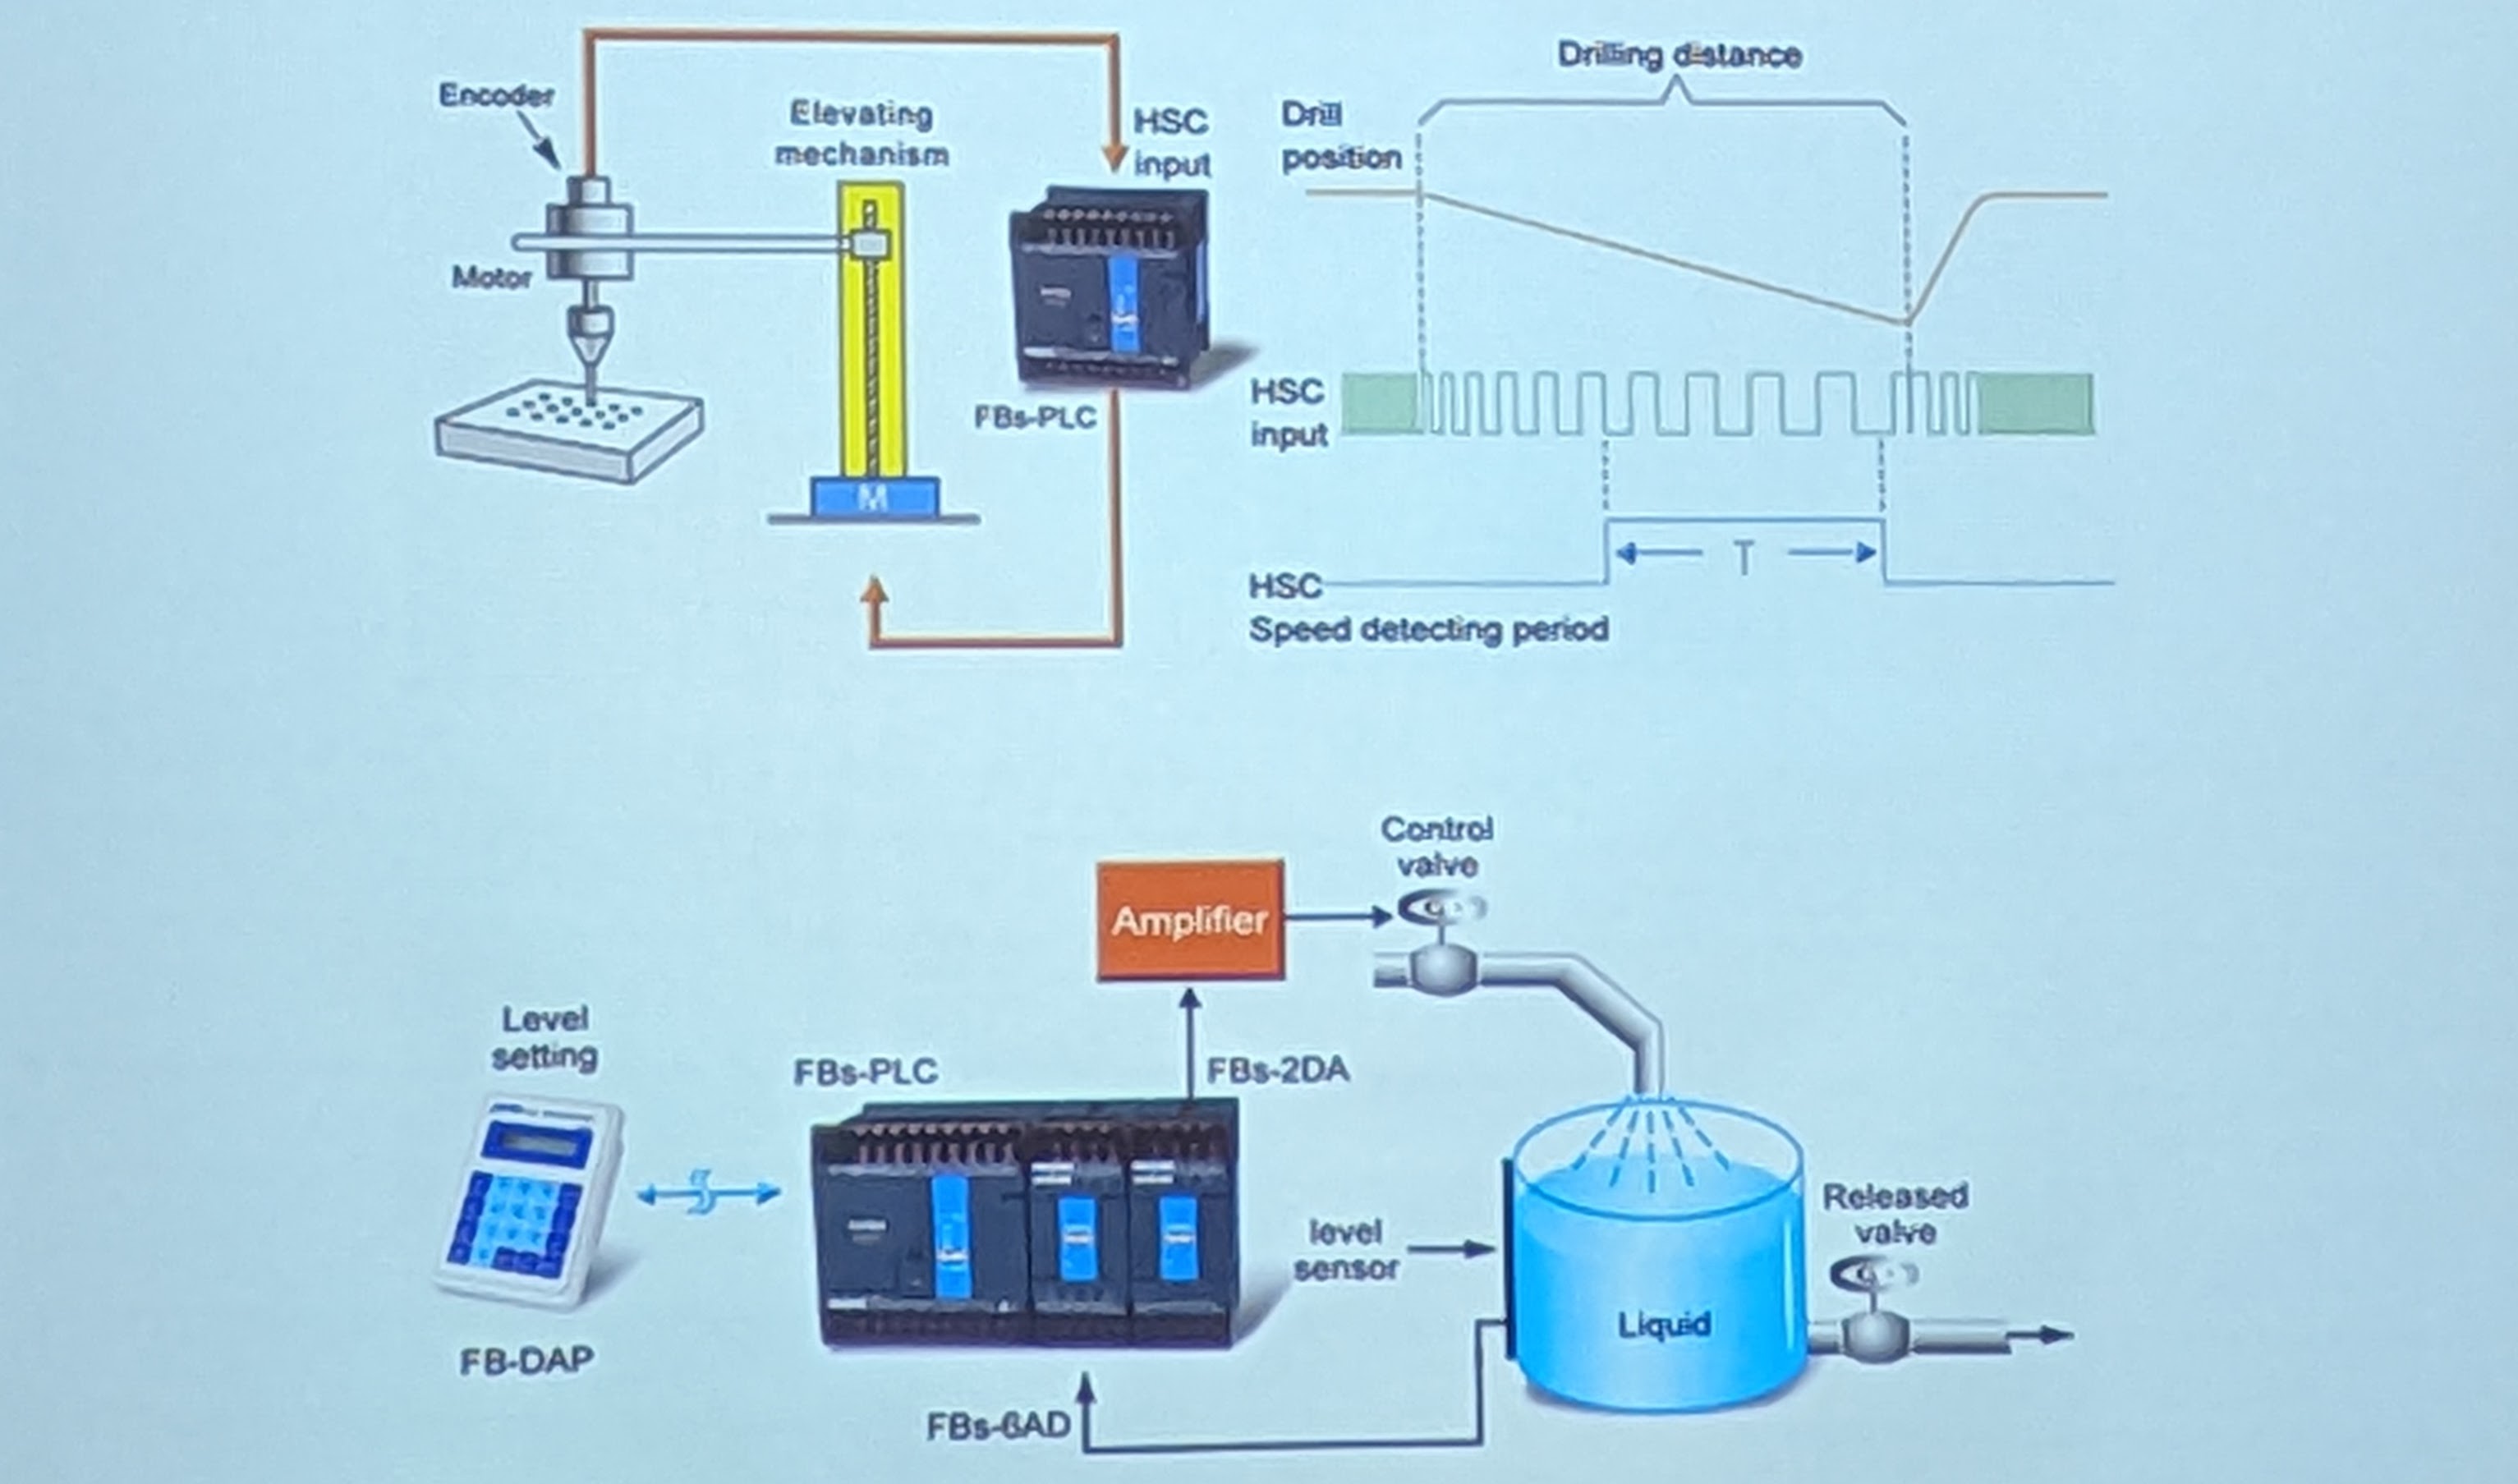 Encoder
Elevating
mechanism
HSC
input
Motor
M
FBs-PLC
Drilling distance
Drill
position
HSC
input
T
HSC
Speed detecting period
Control
valve
Amplifier
Level
setting
FBs-PLC
FBs-2DA
level
sensor
Released
valve
Liquid
FB-DAP
FBs-6AD